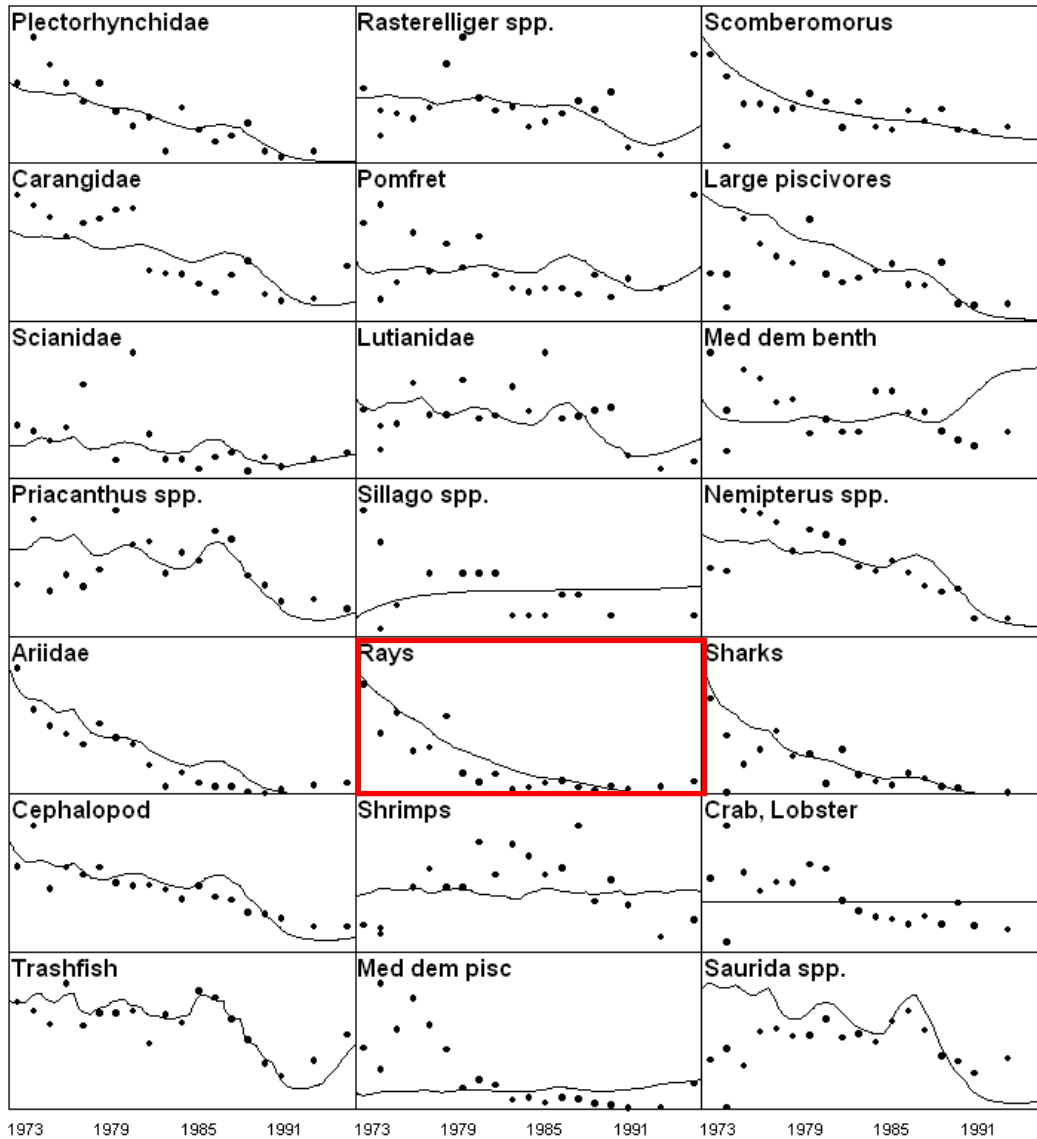 Plectorhynchidae Rasterelliger spp. Scomberomorus
Carangidae Pomfret Large piscivores
Scianidae Lutianidae Med dem benth
Priacanthus spp. Sillago spp. Nemipterus spp.
Ariidae Rays Sharks
Cephalopod Shrimps Crab, Lobster
Trashfish Med dem pisc Saurida spp.
1973 1979 1985 1991 1973 1979 1985 1991 1973 1979 1985 1991